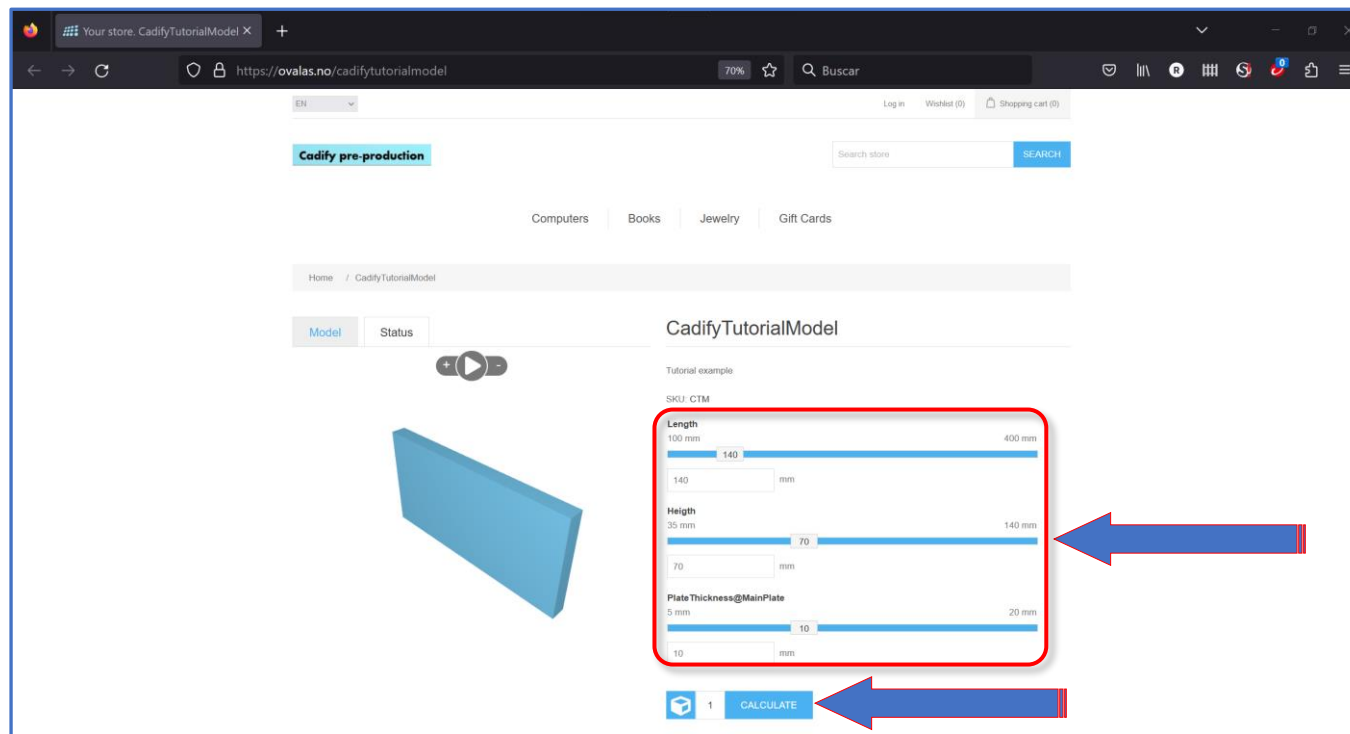 Your store. CadifyTutorialModel
https://ovalas.no/cadifytutorialmodel 70% Buscar R 0
EN Log in Wishlist (0) Shopping cart (0)
Cadify pre-production Search store SEARCH
Computers Books Jewelry Gift Cards
Home / CadifyTutorialModel
Model Status
+ -
CadifyTutorialModel
Tutorial example
SKU: CTM
Length
100 mm 400 mm
140
140 mm
Heigth
35 mm 140 mm
70
70 mm
PlateThickness@MainPlate
5 mm 20 mm
10
10 mm
1 CALCULATE